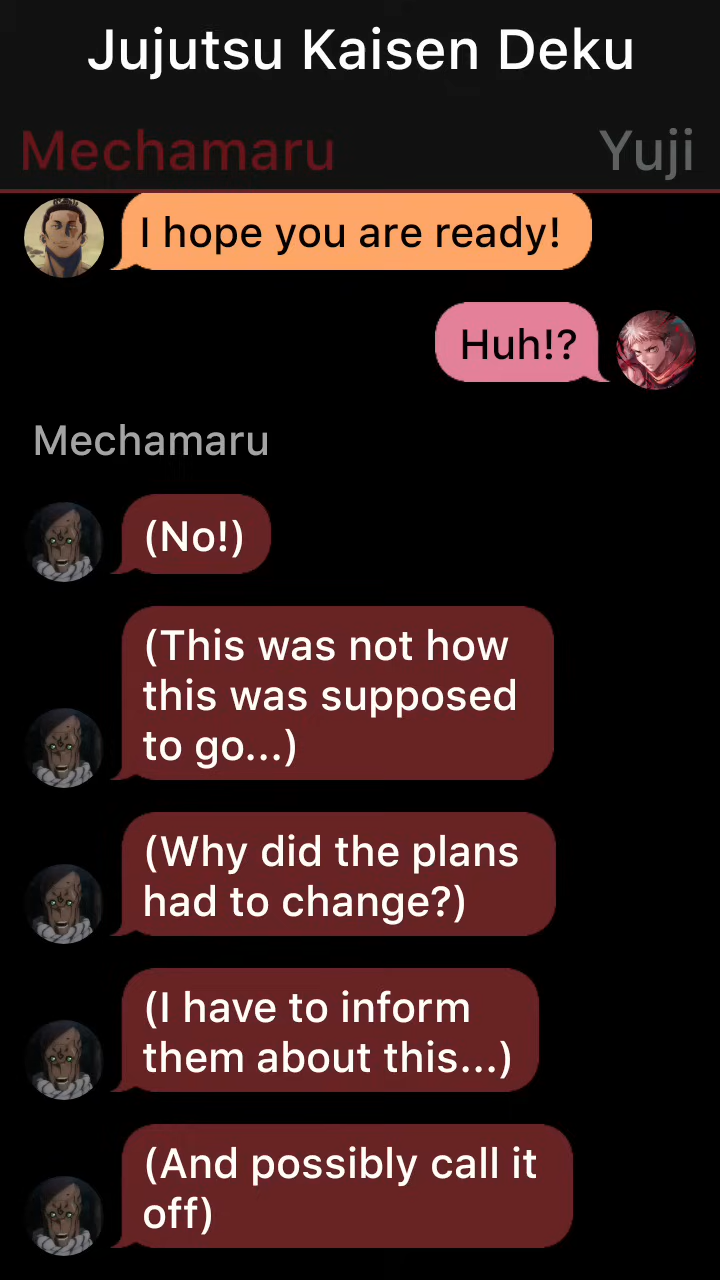 Jujutsu Kaisen Deku
Mechamaru
Yuji
I hope you are ready!
Huh!?
Mechamaru
(No!)
(This was not how
this was supposed
to go...)
(Why did the plans
had to change?)
(I have to inform
them about this...)
(And possibly call it
off)